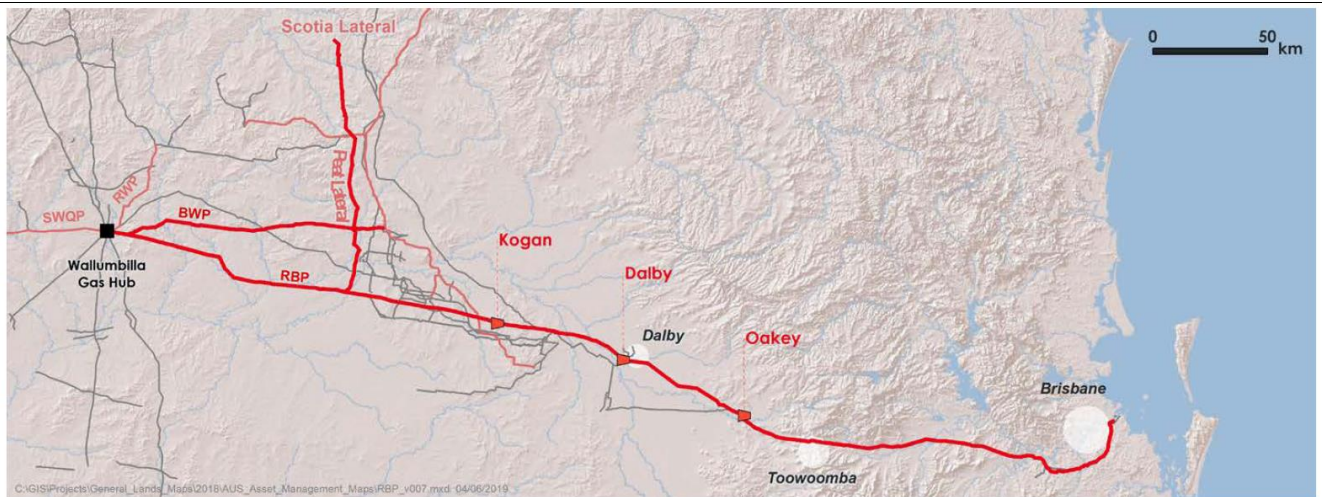 Scotia Lateral
0 50
km
Peat Lateral
RWP
SWQP
BWP
Wallumbilla
Gas Hub
RBP
Kogan
Dalby
Dalby
Oakey
Brisbane
Toowoomba
C:\GIS\Projects\General_Lands_Maps\2018\AUS_Asset_Management_Maps\RBP_v007.mxd 04/06/2019